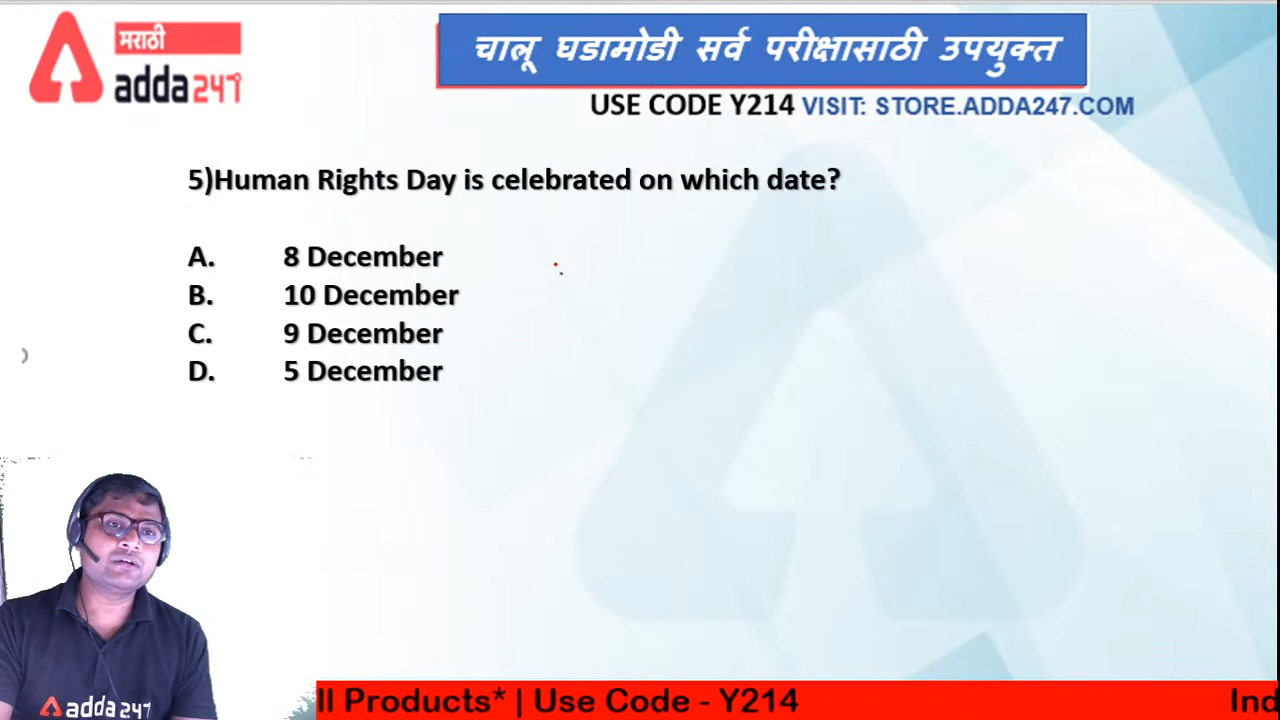 मराठी
adda247
चालू घडामोडी सर्व परीक्षासाठी उपयुक्त
USE CODE Y214 VISIT: STORE.ADDA247.COM
5)Human Rights Day is celebrated on which date?
A. 8 December
B. 10 December
C. 9 December
D. 5 December
adda247
ll Products* | Use Code - Y214 Ind